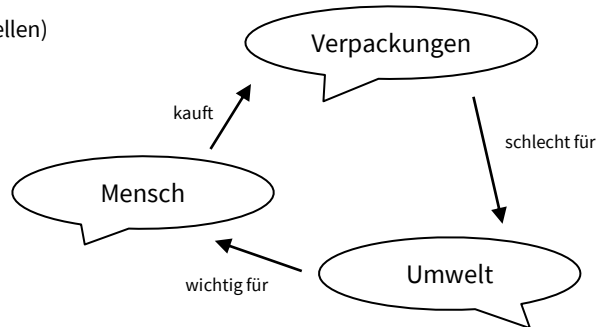 ellen)
Verpackungen
kauft
schlecht für
Mensch
Umwelt
wichtig für